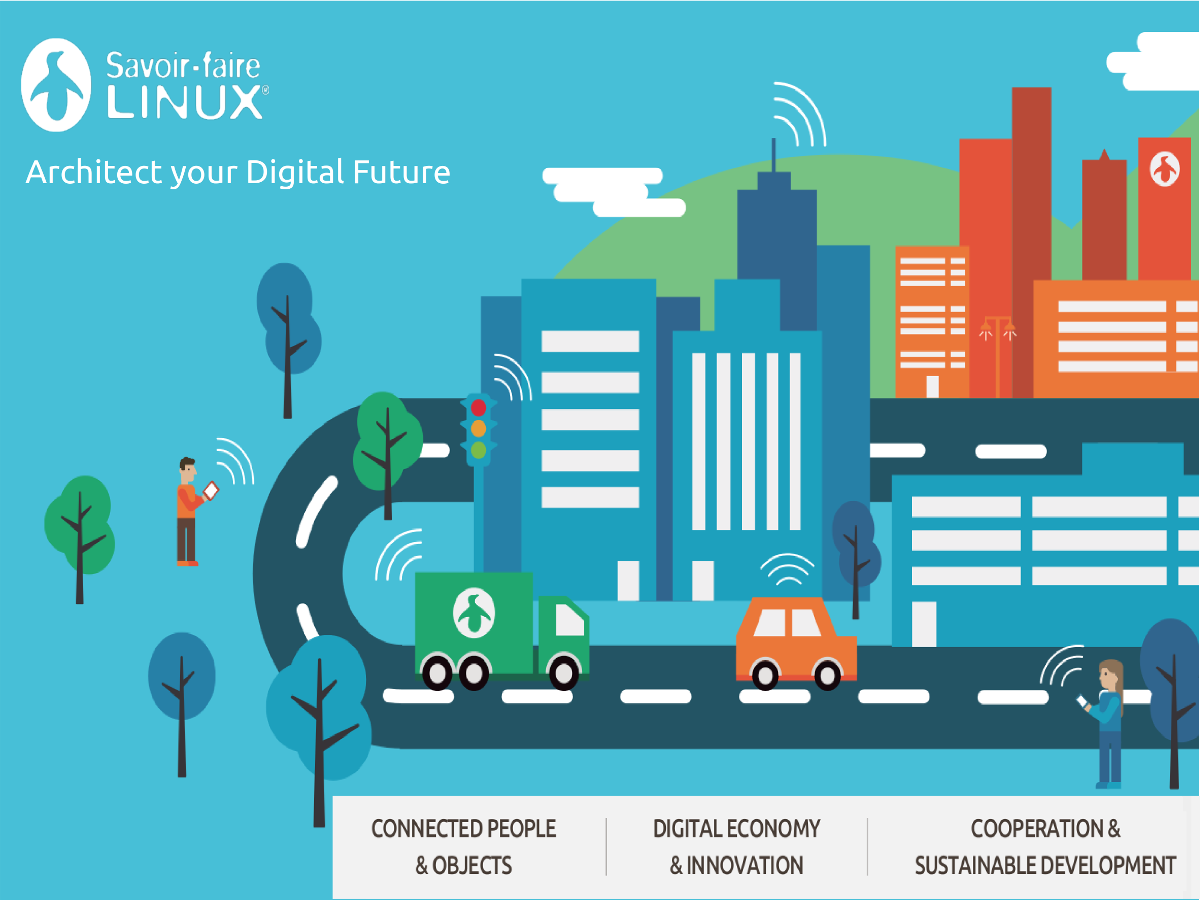 Savoir-faire
LINUX®
Architect your Digital Future
CONNECTED PEOPLE
& OBJECTS
DIGITAL ECONOMY
& INNOVATION
COOPERATION &
SUSTAINABLE DEVELOPMENT